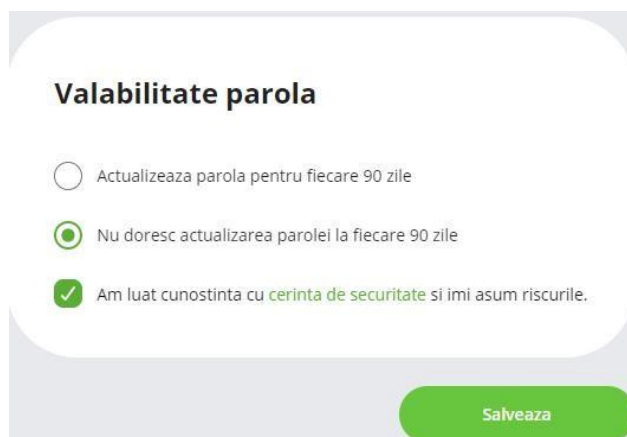 Valabilitate parola
Actualizeaza parola pentru fiecare 90 zile
Nu doresc actualizarea parolei la fiecare 90 zile
Am luat cunostinta cu cerinta de securitate si imi asum riscurile.
Salveaza